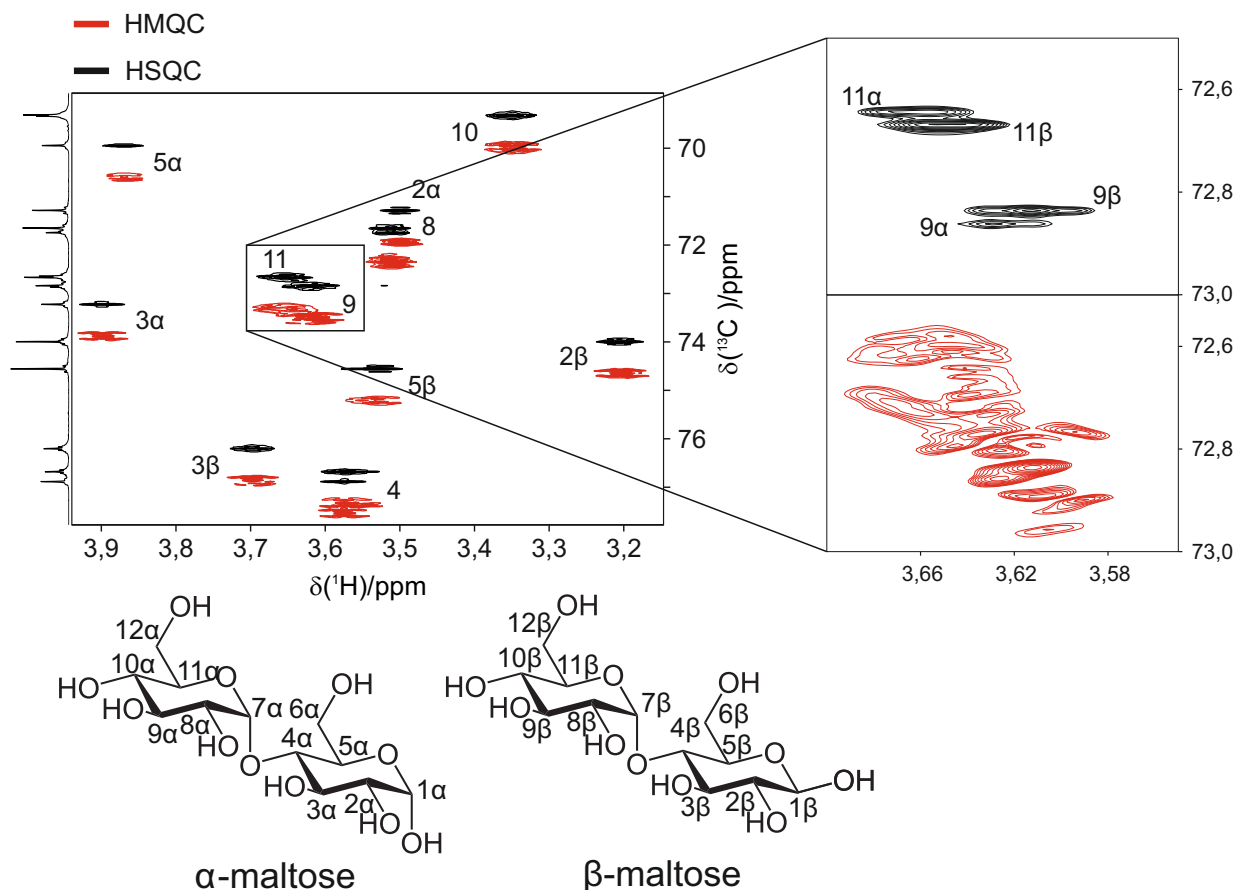 HMQC
HSQC
10
5α
2α
8
11
9
3α
2β
5β
3β
4
70
72
74
76
δ(¹³C )/ppm
3,9 3,8 3,7 3,6 3,5 3,4 3,3 3,2
δ(¹H)/ppm
11α
11β
9β
9α
72,6
72,8
73,0
72,6
72,8
73,0
3,66 3,62 3,58
OH
12α
10α
11α
O
HO
HO
7α
9α
8α
HO
6α
OH
4α
5α
O
O
HO
3α
2α
HO
1α
OH
α-maltose
OH
12β
10β
11β
O
HO
HO
7β
9β
8β
HO
6β
OH
4β
5β
O
O
HO
3β
2β
HO
1β
OH
β-maltose